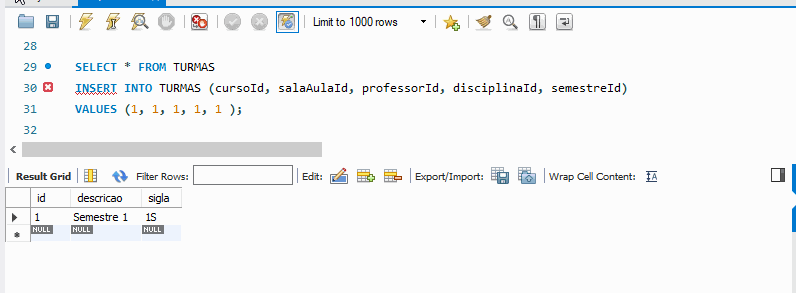 Limit to 1000 rows
28
29 SELECT * FROM TURMAS
30 INSERT INTO TURMAS (cursoId, salaAulaId, professorId, disciplinaId, semestreId)
31 VALUES (1, 1, 1, 1, 1 );
32
Result Grid Filter Rows: Edit: Export/Import: Wrap Cell Content: IA
id descricao sigla
1 Semestre 1 1S
NULL NULL NULL